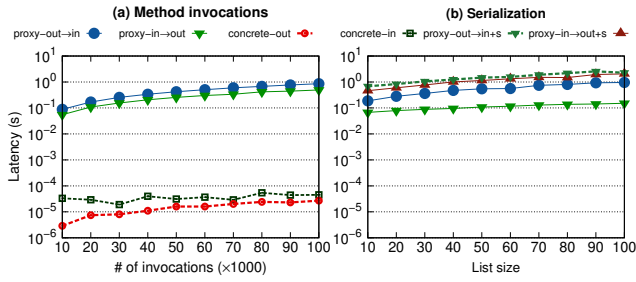 (a) Method invocations (b) Serialization
proxy−out→in proxy−in→out concrete−out concrete−in proxy−out→in+s proxy−in→out+s
Latency (s)
10^1 10^1
10^0 10^0
10^−1 10^−1
10^−2 10^−2
10^−3 10^−3
10^−4 10^−4
10^−5 10^−5
10^−6 10^−6
10 20 30 40 50 60 70 80 90 100 10 20 30 40 50 60 70 80 90 100
# of invocations (×1000) List size